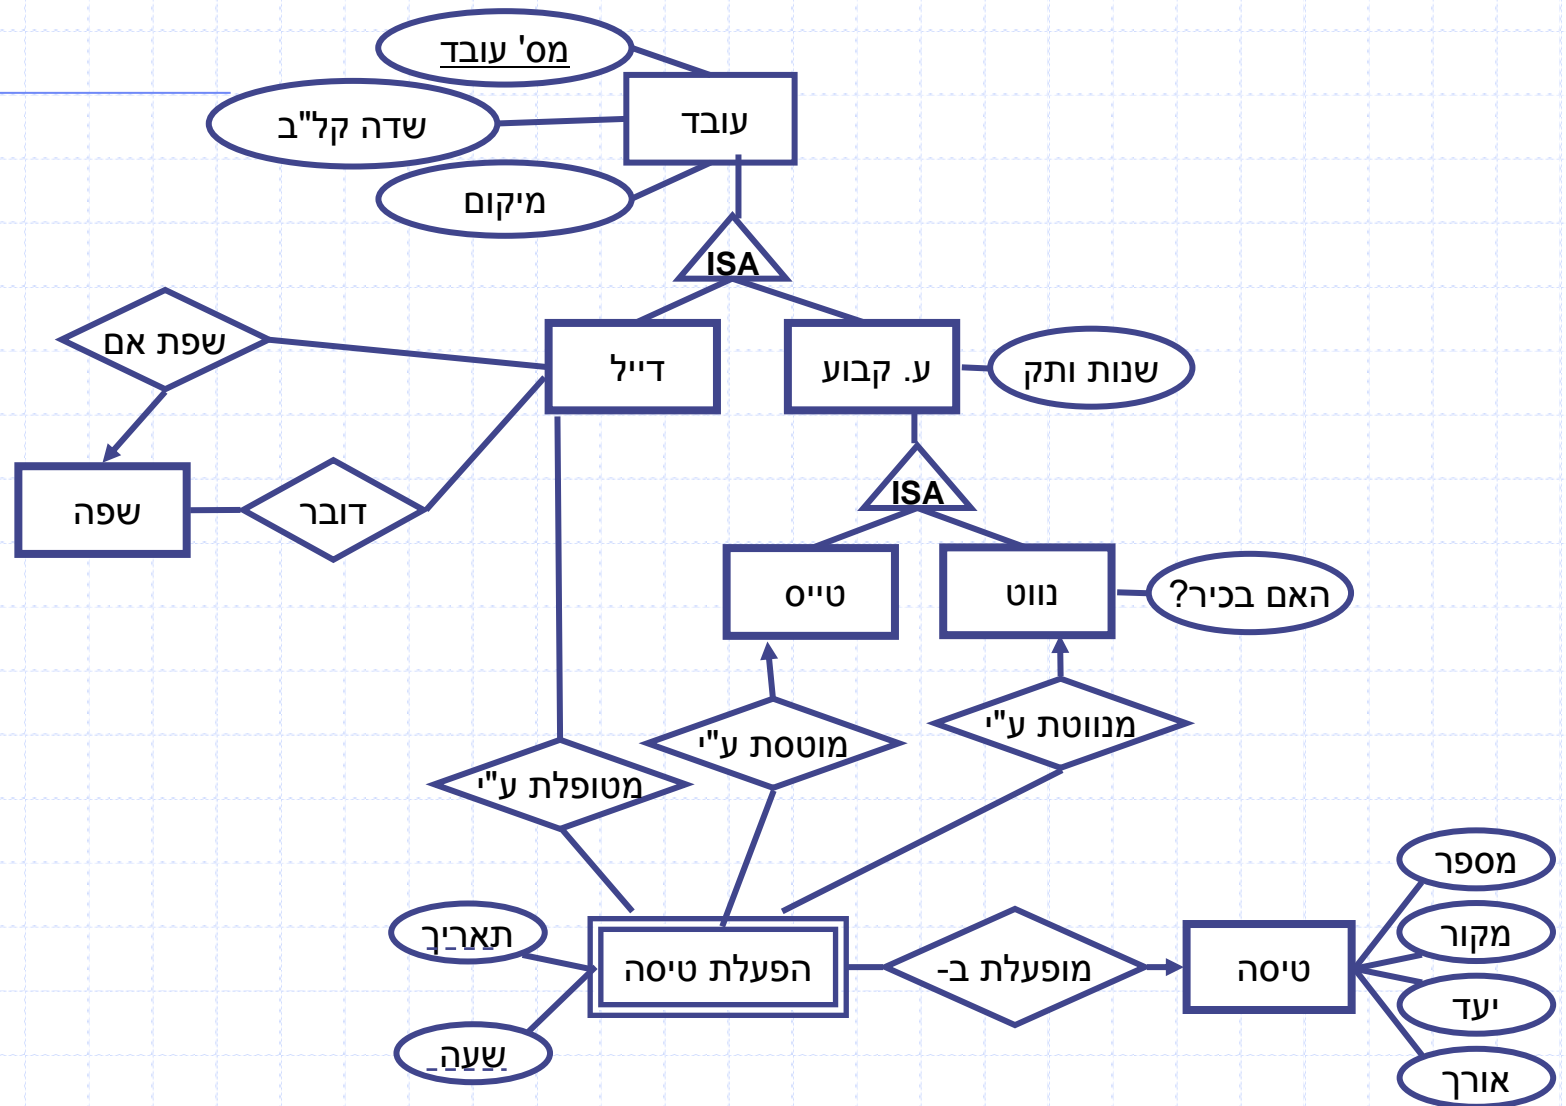 מס' עובד
עובד
שדה קל"ב
מיקום
ISA
שפת אם
דייל
ע. קבוע
שנות ותק
ISA
שפה
דובר
טייס
נווט
האם בכיר?
מנווטת ע"י
מוטסת ע"י
מטופלת ע"י
מספר
תאריך
מקור
הפעלת טיסה
מופעלת ב-
טיסה
יעד
שעה
אורך